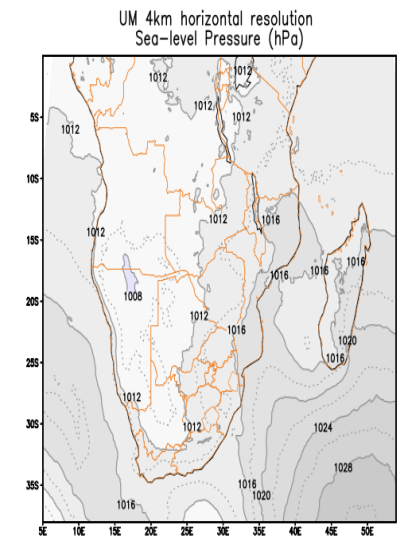 UM 4km horizontal resolution
Sea-level Pressure (hPa)
1012 1012
5S 1012 1012
1012
10S
1012 1016
1012
15S
1016 1016 1016
20S 1008
1012 1016
1020
25S 1016
1012
30S 1012 1024
1028
35S 1016 1020
1016
5E 10E 15E 20E 25E 30E 35E 40E 45E 50E